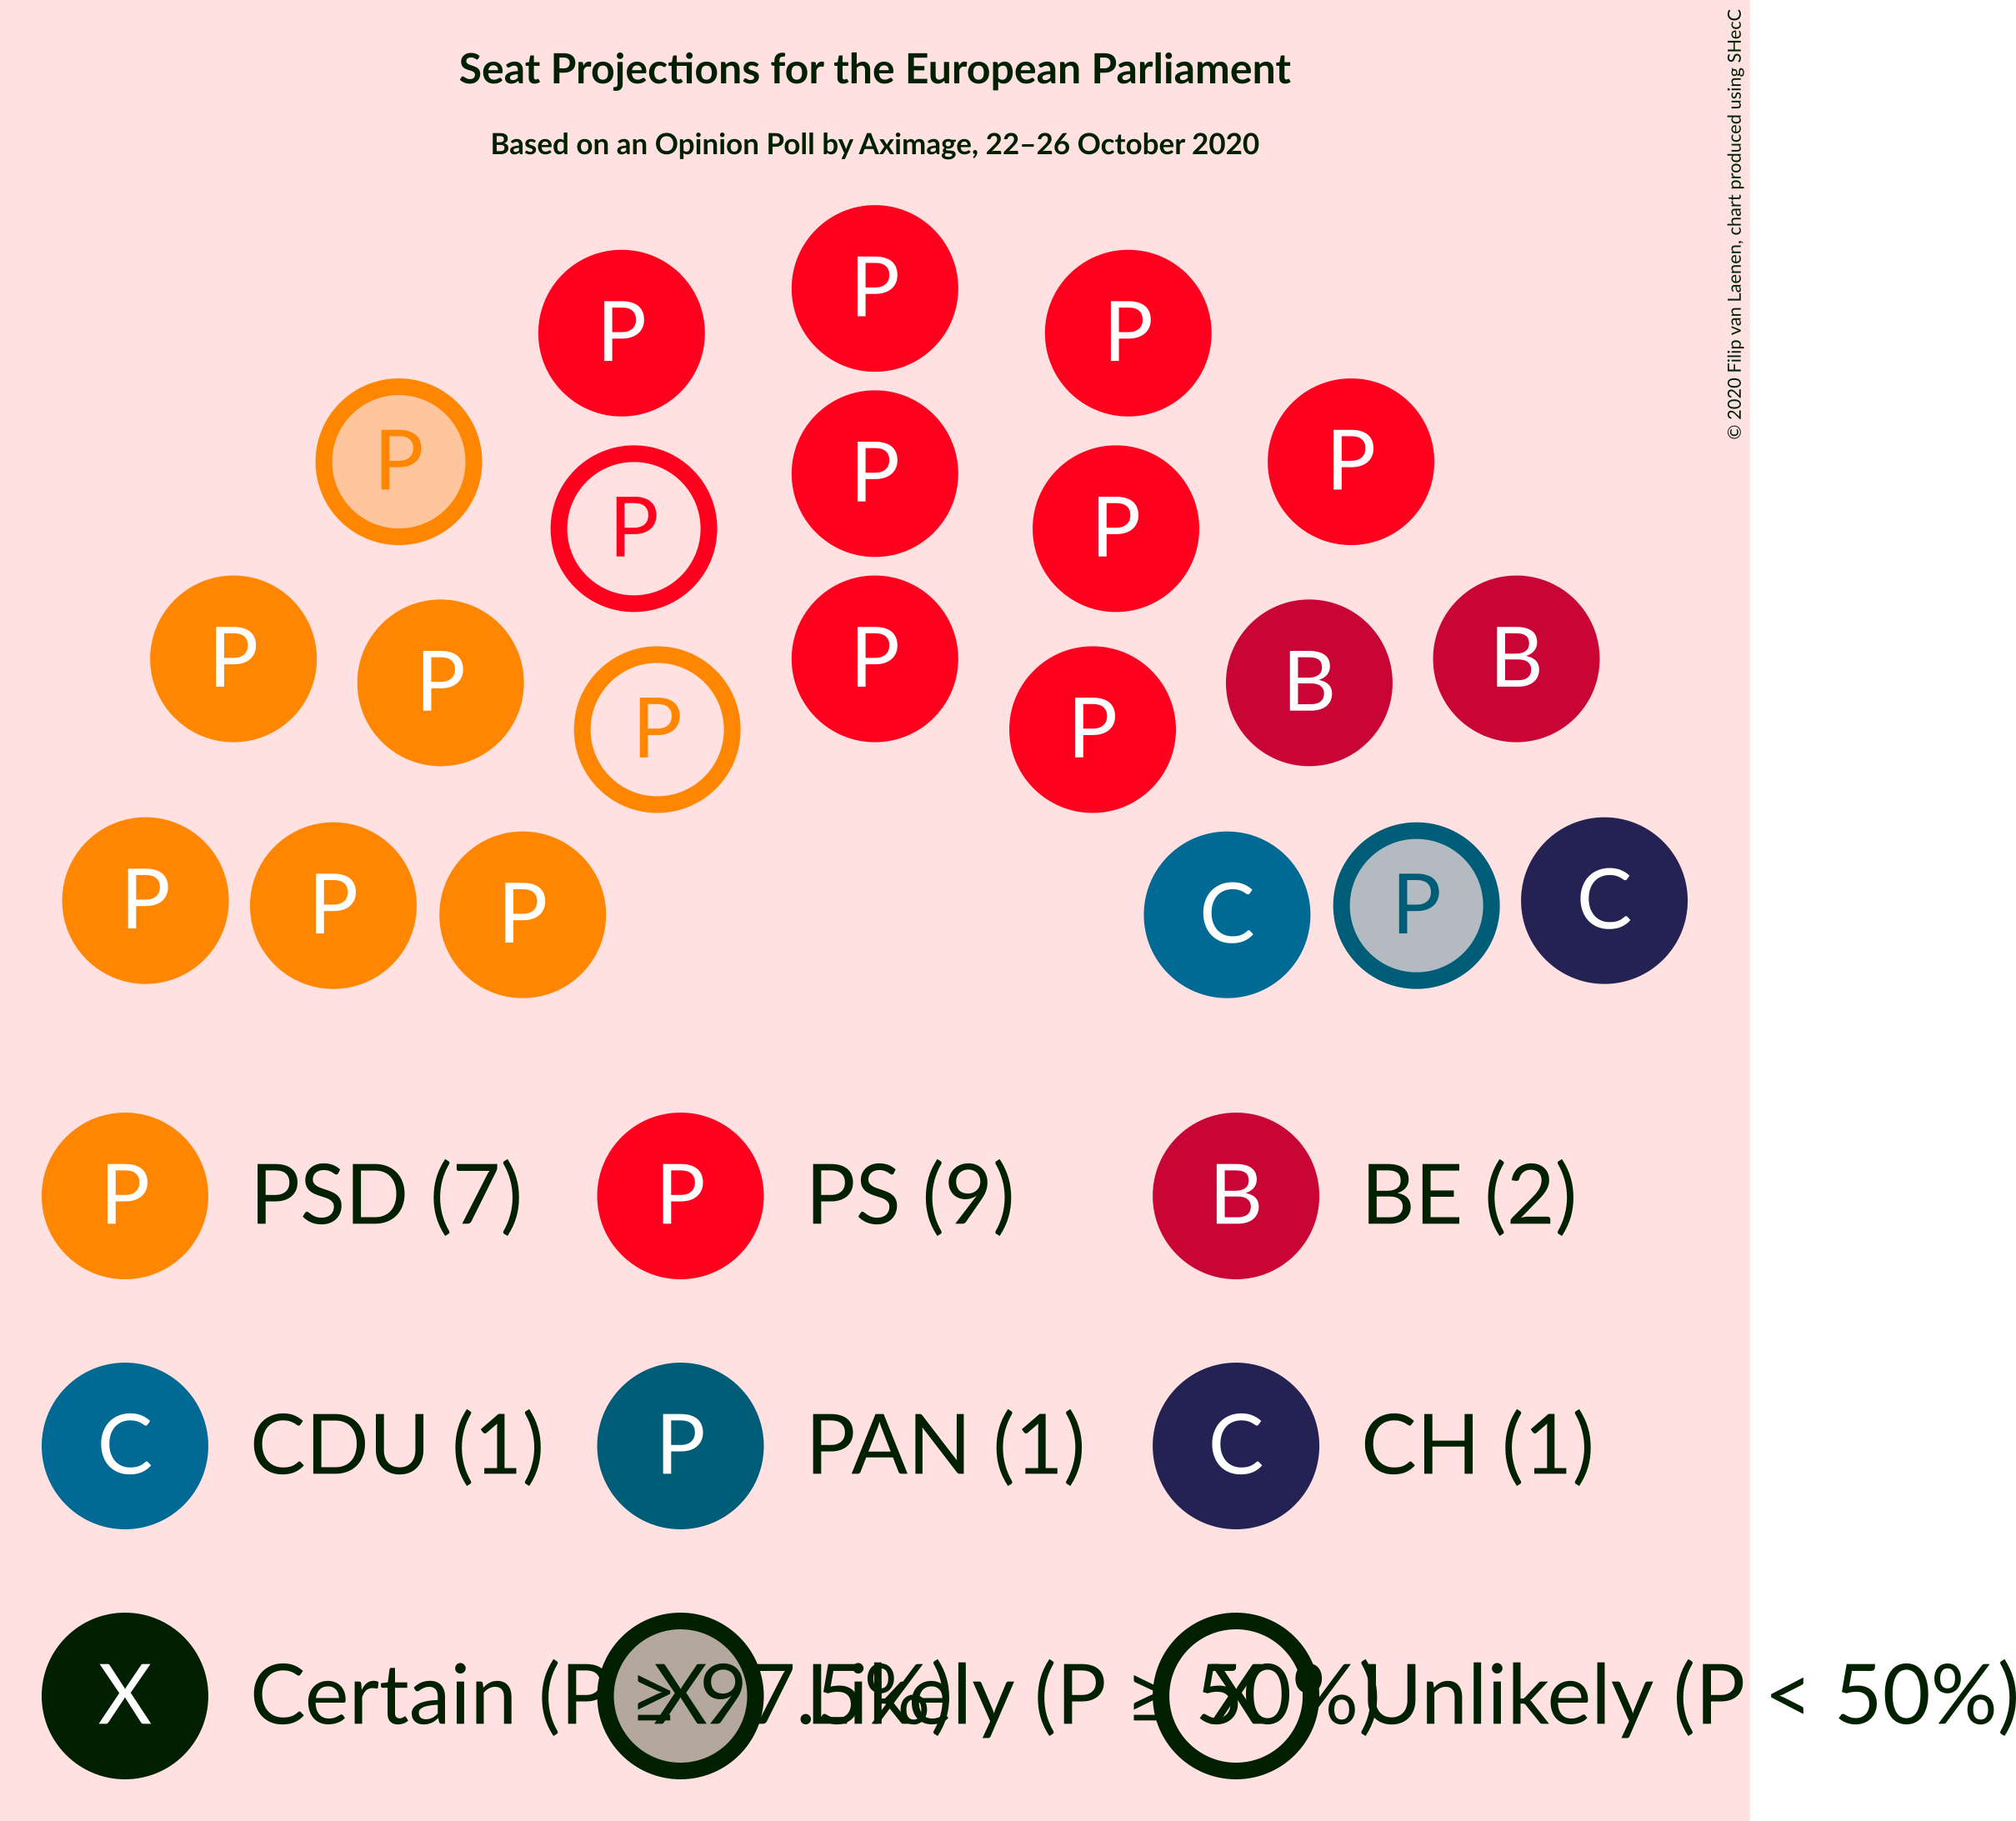 Seat Projections for the European Parliament
Based on an Opinion Poll by Aximage, 22–26 October 2020
© 2020 Filip van Laenen, chart produced using SHecC
P
P P
P P
P P
P P P
P B
P P B
P P
P P P C P C
P PSD (7) P PS (9) B BE (2)
C CDU (1) P PAN (1) C CH (1)
X Certain (P ≥ 97.5%) X Likely (P ≥ 50%) X Unlikely (P < 50%)